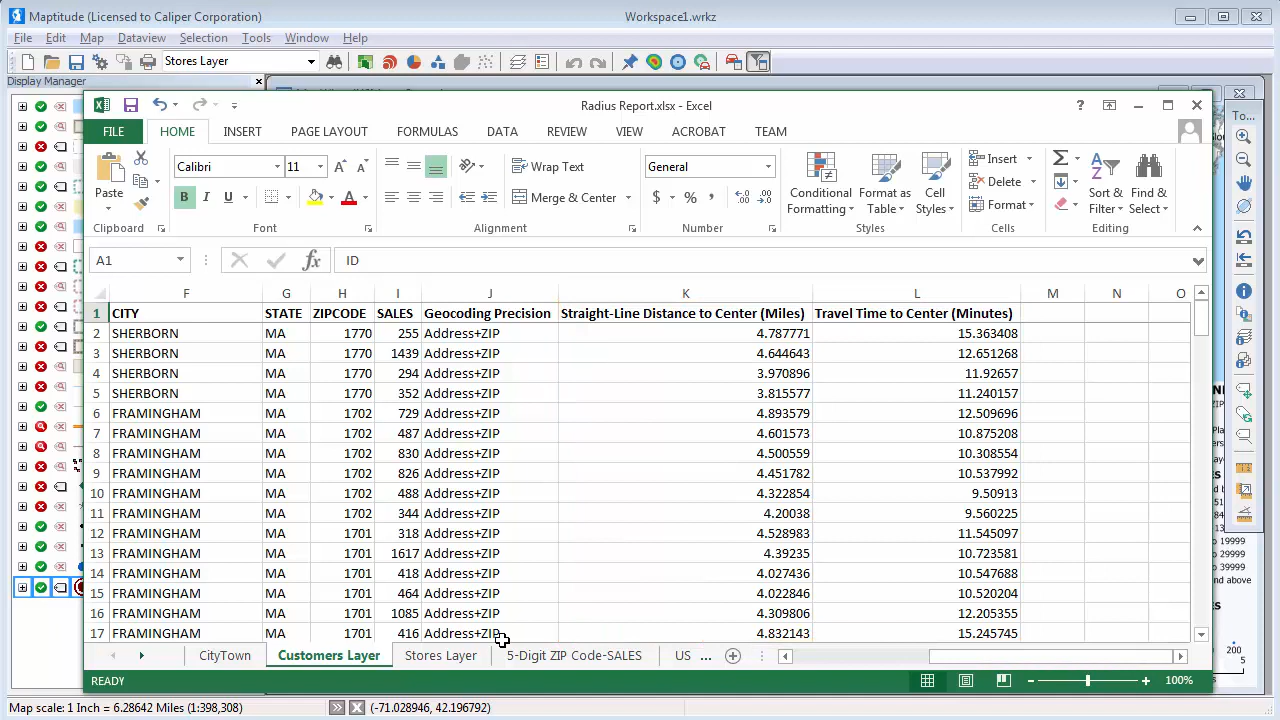 Maptitude (Licensed to Caliper Corporation) Workspace1.wrkz
File Edit Map Dataview Selection Tools Window Help
Stores Layer
Display Manager
Radius Report.xlsx - Excel
FILE HOME INSERT PAGE LAYOUT FORMULAS DATA REVIEW VIEW ACROBAT TEAM
To...
Calibri 11 Wrap Text General Insert
Paste B I U Merge & Center $ % , Conditional Formatting Format as Table Cell Styles Delete Format Sort & Filter Find & Select
Clipboard Font Alignment Number Styles Cells Editing
A1 fx ID
F G H I J K L M N O
1 CITY STATE ZIPCODE SALES Geocoding Precision Straight-Line Distance to Center (Miles) Travel Time to Center (Minutes)
2 SHERBORN MA 1770 255 Address+ZIP 4.787771 15.363408
3 SHERBORN MA 1770 1439 Address+ZIP 4.644643 12.651268
4 SHERBORN MA 1770 294 Address+ZIP 3.970896 11.92657
5 SHERBORN MA 1770 352 Address+ZIP 3.815577 11.240157
6 FRAMINGHAM MA 1702 729 Address+ZIP 4.893579 12.509696
7 FRAMINGHAM MA 1702 487 Address+ZIP 4.601573 10.875208
8 FRAMINGHAM MA 1702 830 Address+ZIP 4.500559 10.308554
9 FRAMINGHAM MA 1702 826 Address+ZIP 4.451782 10.537992
10 FRAMINGHAM MA 1702 488 Address+ZIP 4.322854 9.50913
11 FRAMINGHAM MA 1702 344 Address+ZIP 4.20038 9.560225
12 FRAMINGHAM MA 1701 318 Address+ZIP 4.528983 11.545097
13 FRAMINGHAM MA 1701 1617 Address+ZIP 4.39235 10.723581
14 FRAMINGHAM MA 1701 418 Address+ZIP 4.027436 10.547688
15 FRAMINGHAM MA 1701 464 Address+ZIP 4.022846 10.520204
16 FRAMINGHAM MA 1701 1085 Address+ZIP 4.309806 12.205355
17 FRAMINGHAM MA 1701 416 Address+ZIP 4.832143 15.245745
CityTown Customers Layer Stores Layer 5-Digit ZIP Code-SALES US ...
READY 100%
Map scale: 1 Inch = 6.28642 Miles (1:398,308) (-71.028946, 42.196792)
to 19999
to 39999
and above
200
5